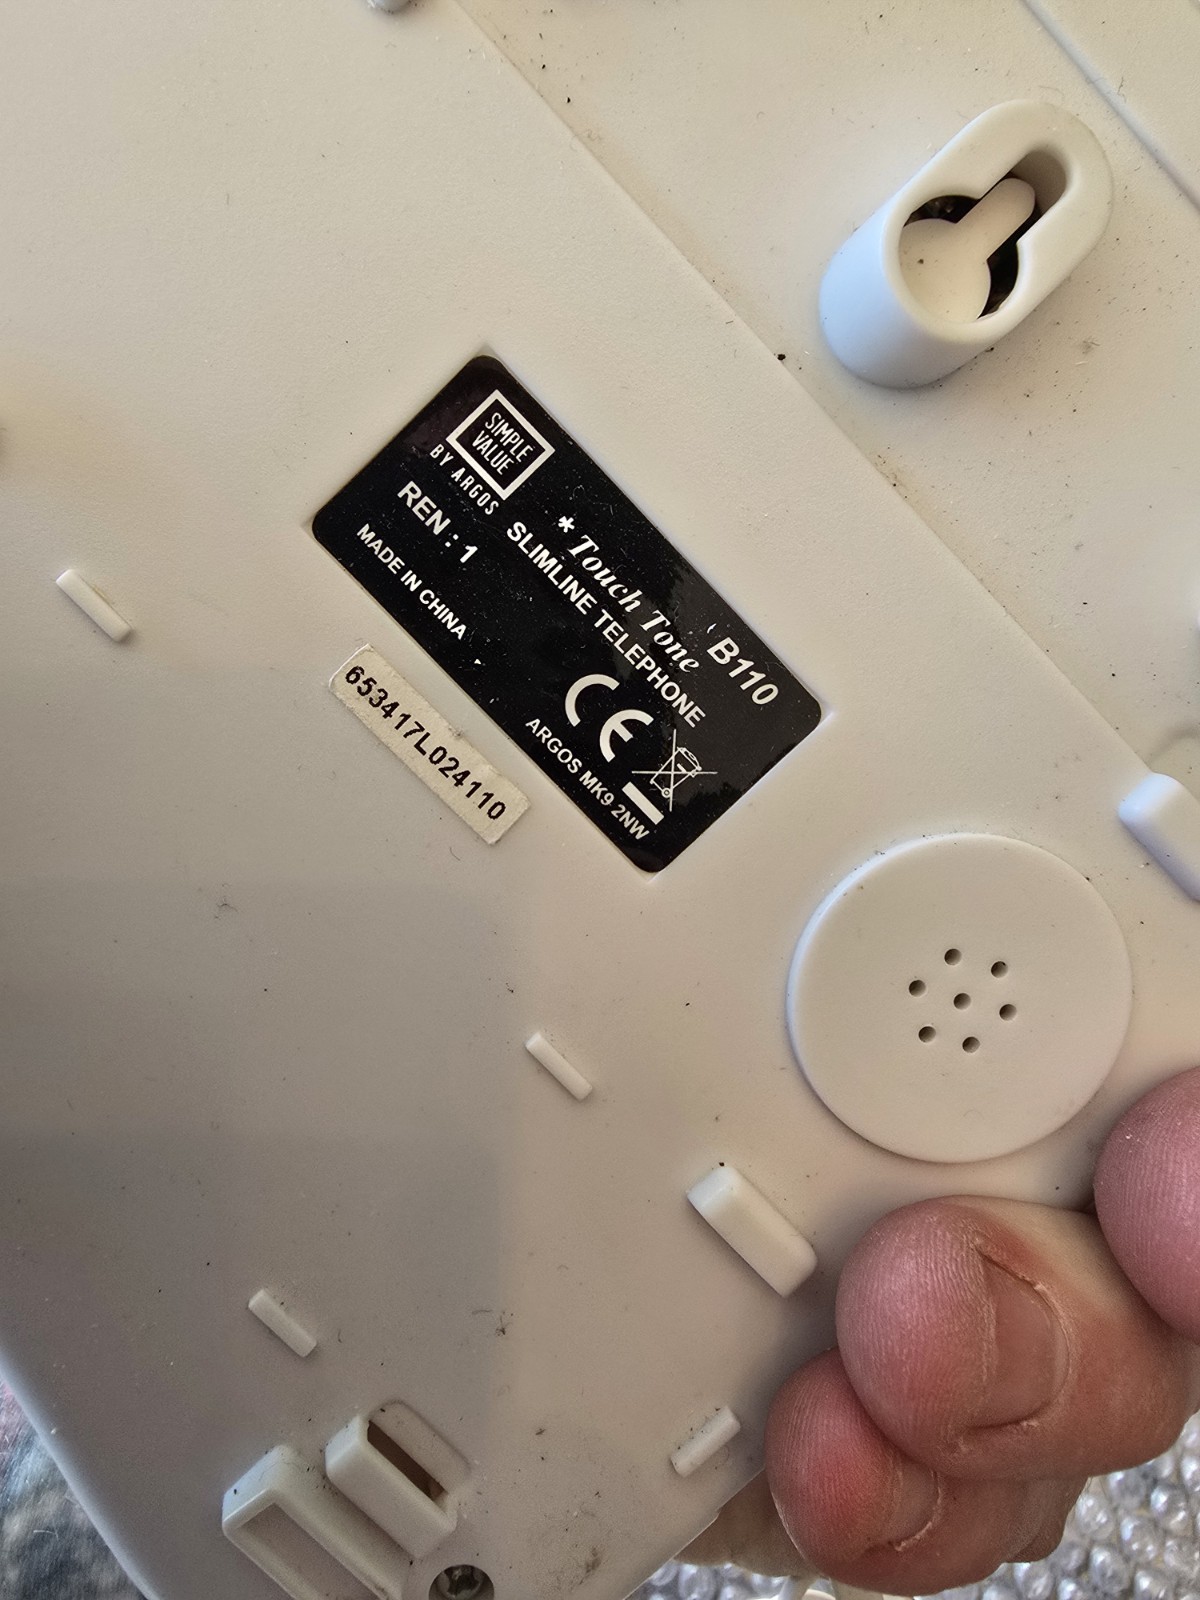 SIMPLE
VALUE
BY ARGOS
* Touch Tone B110
SLIMLINE TELEPHONE
REN : 1
MADE IN CHINA
CE
ARGOS MK9 2NW
653417L024110